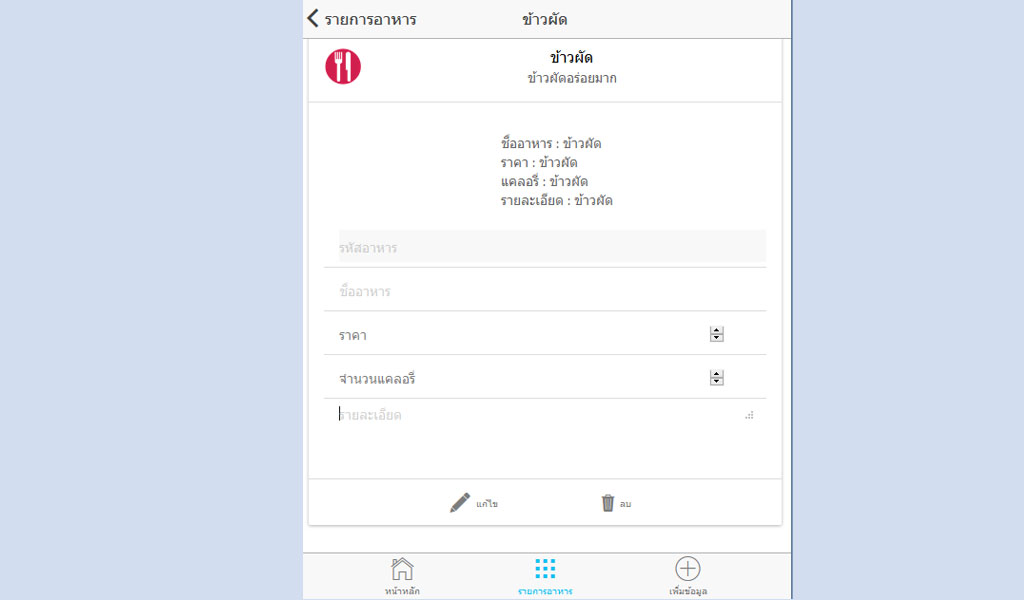 รายการอาหาร
ข้าวผัด
ข้าวผัด
ข้าวผัดอร่อยมาก
ชื่ออาหาร : ข้าวผัด
ราคา : ข้าวผัด
แคลอรี่ : ข้าวผัด
รายละเอียด : ข้าวผัด
รหัสอาหาร
ชื่ออาหาร
ราคา
จำนวนแคลอรี่
รายละเอียด
แก้ไข
ลบ
หน้าหลัก
รายการอาหาร
เพิ่มข้อมูล